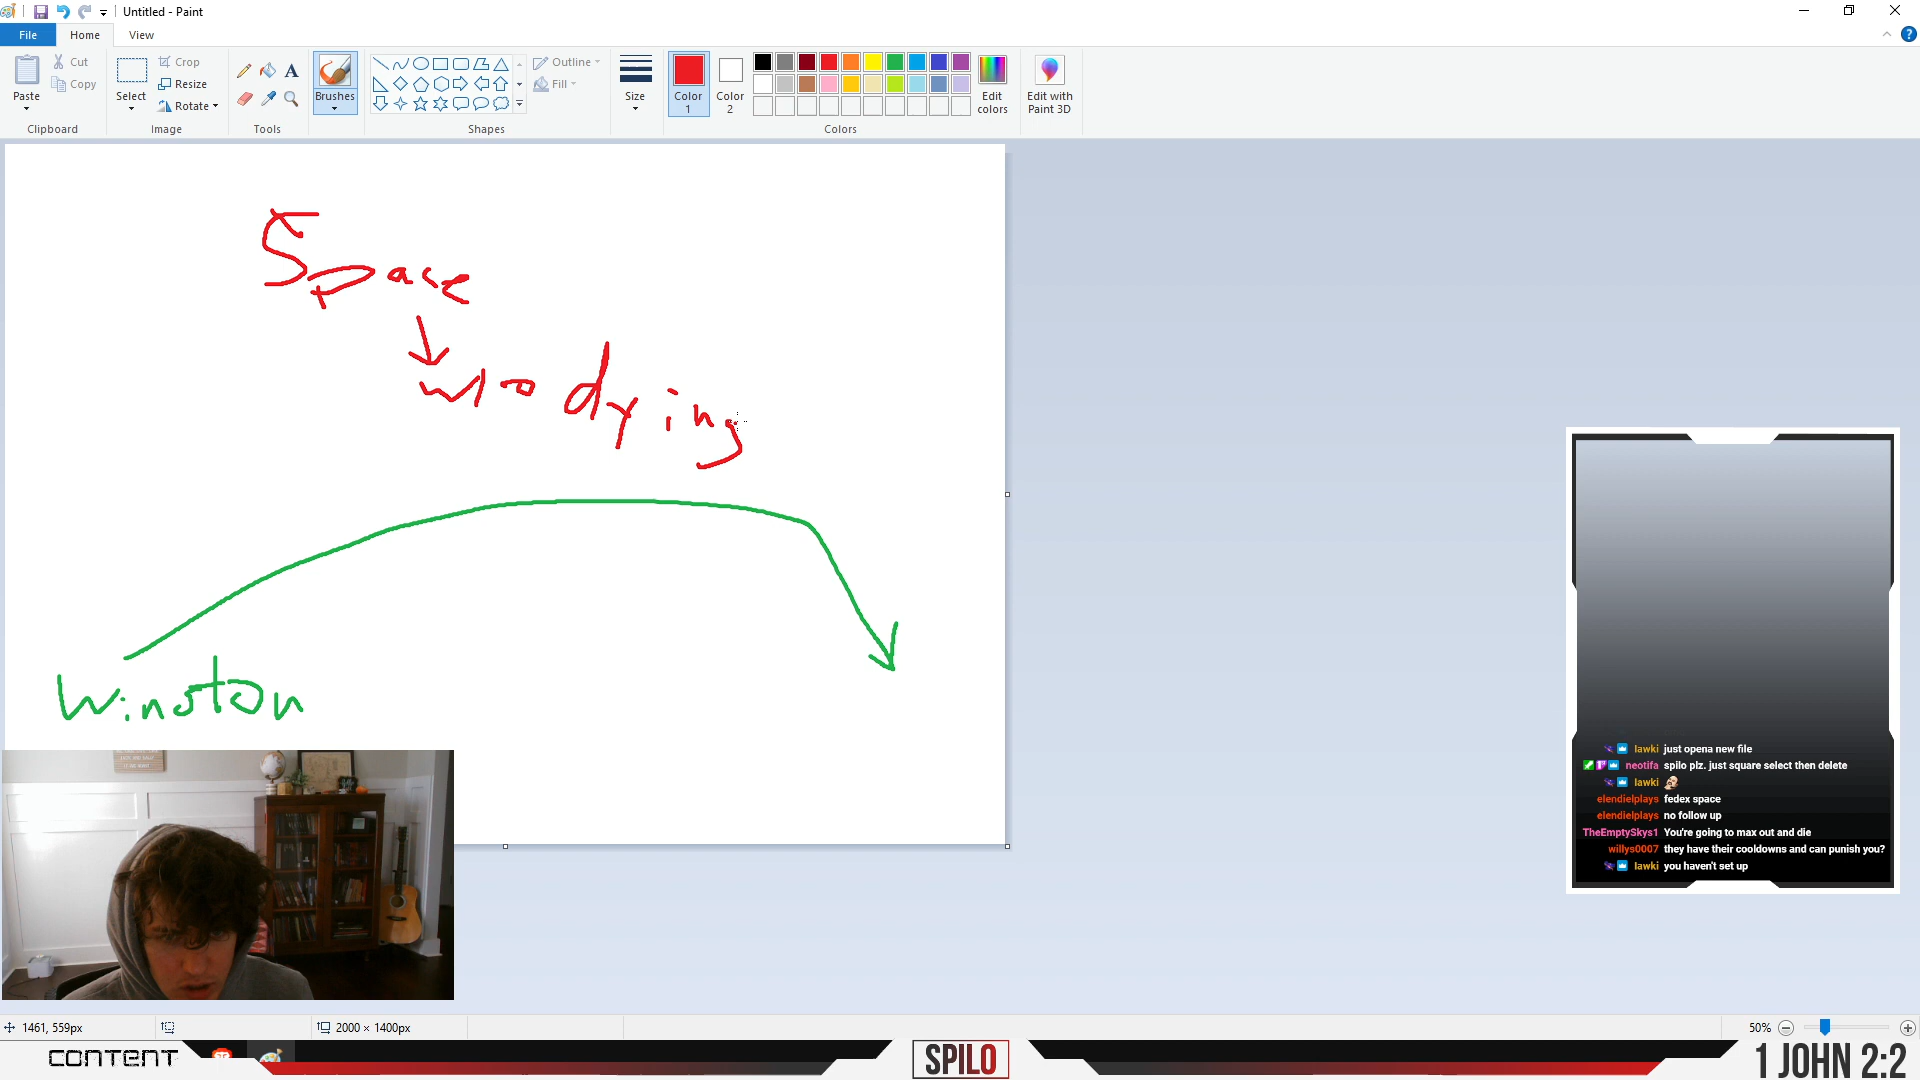 Untitled - Paint
File Home View
Paste
Cut
Copy
Clipboard
Select
Crop
Resize
Rotate
Image
Tools
Brushes
Shapes
Outline
Fill
Size
Color 1
Color 2
Edit colors
Colors
Edit with Paint 3D
Space
w/o dying
Winston
lawki just opena new file
neotifa spilo plz. just square select then delete
lawki
elendielplays fedex space
elendielplays no follow up
TheEmptySkys1 You're going to max out and die
willys0007 they have their cooldowns and can punish you?
lawki you haven't set up
1461, 559px
2000 × 1400px
50%
CONTENT
SPILO
1 JOHN 2:2